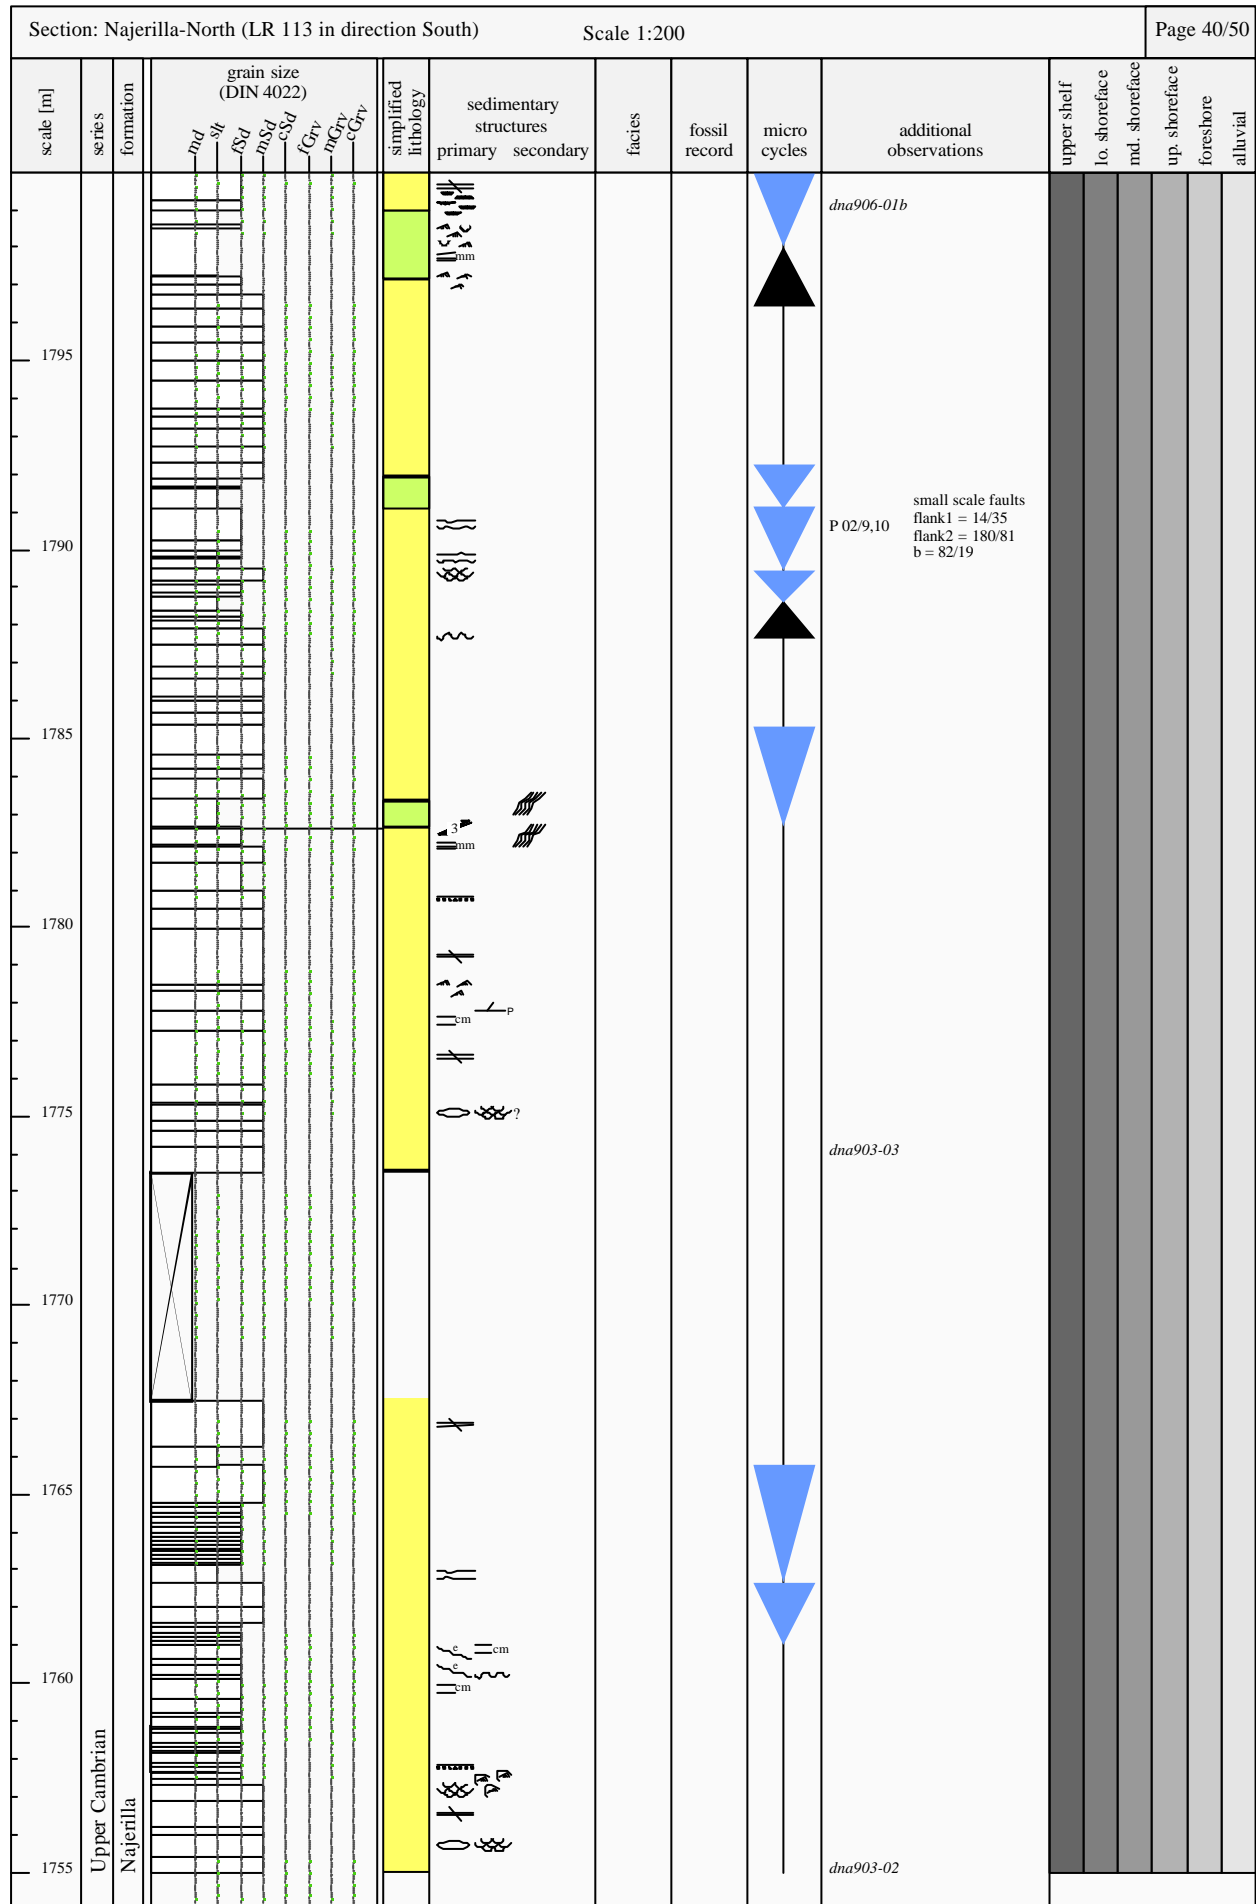 Section: Najerilla-North (LR 113 in direction South)
Scale 1:200
Page 40/50
scale [m]
series
formation
grain size
(DIN 4022)
md
slt
fSd
mSd
cSd
fGrv
mGrv
cGrv
simplified
lithology
sedimentary
structures
primary secondary
facies
fossil
record
micro
cycles
additional
observations
upper shelf
lo. shoreface
md. shoreface
up. shoreface
foreshore
alluvial
dna906-01b
mm
1795
small scale faults
P 02/9,10
flank1 = 14/35
flank2 = 180/81
b = 82/19
1790
1785
3
mm
1780
P
cm
1775
?
dna903-03
1770
1765
e
cm
e
1760
cm
Upper Cambrian
Najerilla
1755
dna903-02